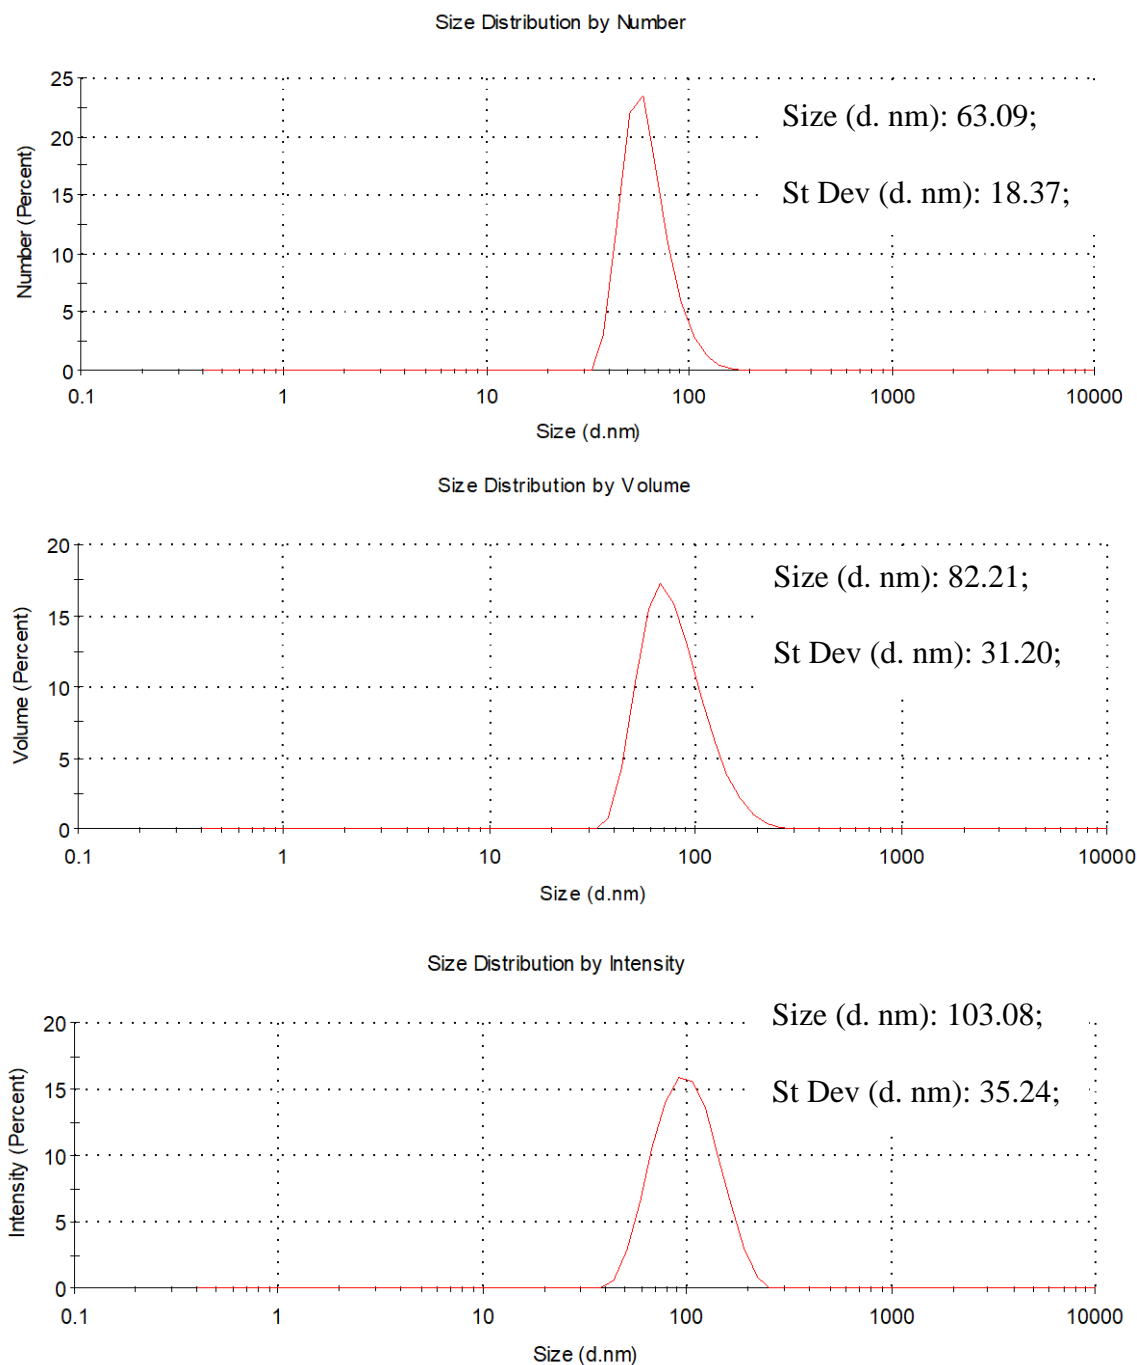 Size Distribution by Number
25
20
15
10
5
0
Number (Percent)
Size (d. nm): 63.09;
St Dev (d. nm): 18.37;
0.1 1 10 100 1000 10000
Size (d.nm)
Size Distribution by Volume
20
15
10
5
0
Volume (Percent)
Size (d. nm): 82.21;
St Dev (d. nm): 31.20;
0.1 1 10 100 1000 10000
Size (d.nm)
Size Distribution by Intensity
20
15
10
5
0
Intensity (Percent)
Size (d. nm): 103.08;
St Dev (d. nm): 35.24;
0.1 1 10 100 1000 10000
Size (d.nm)